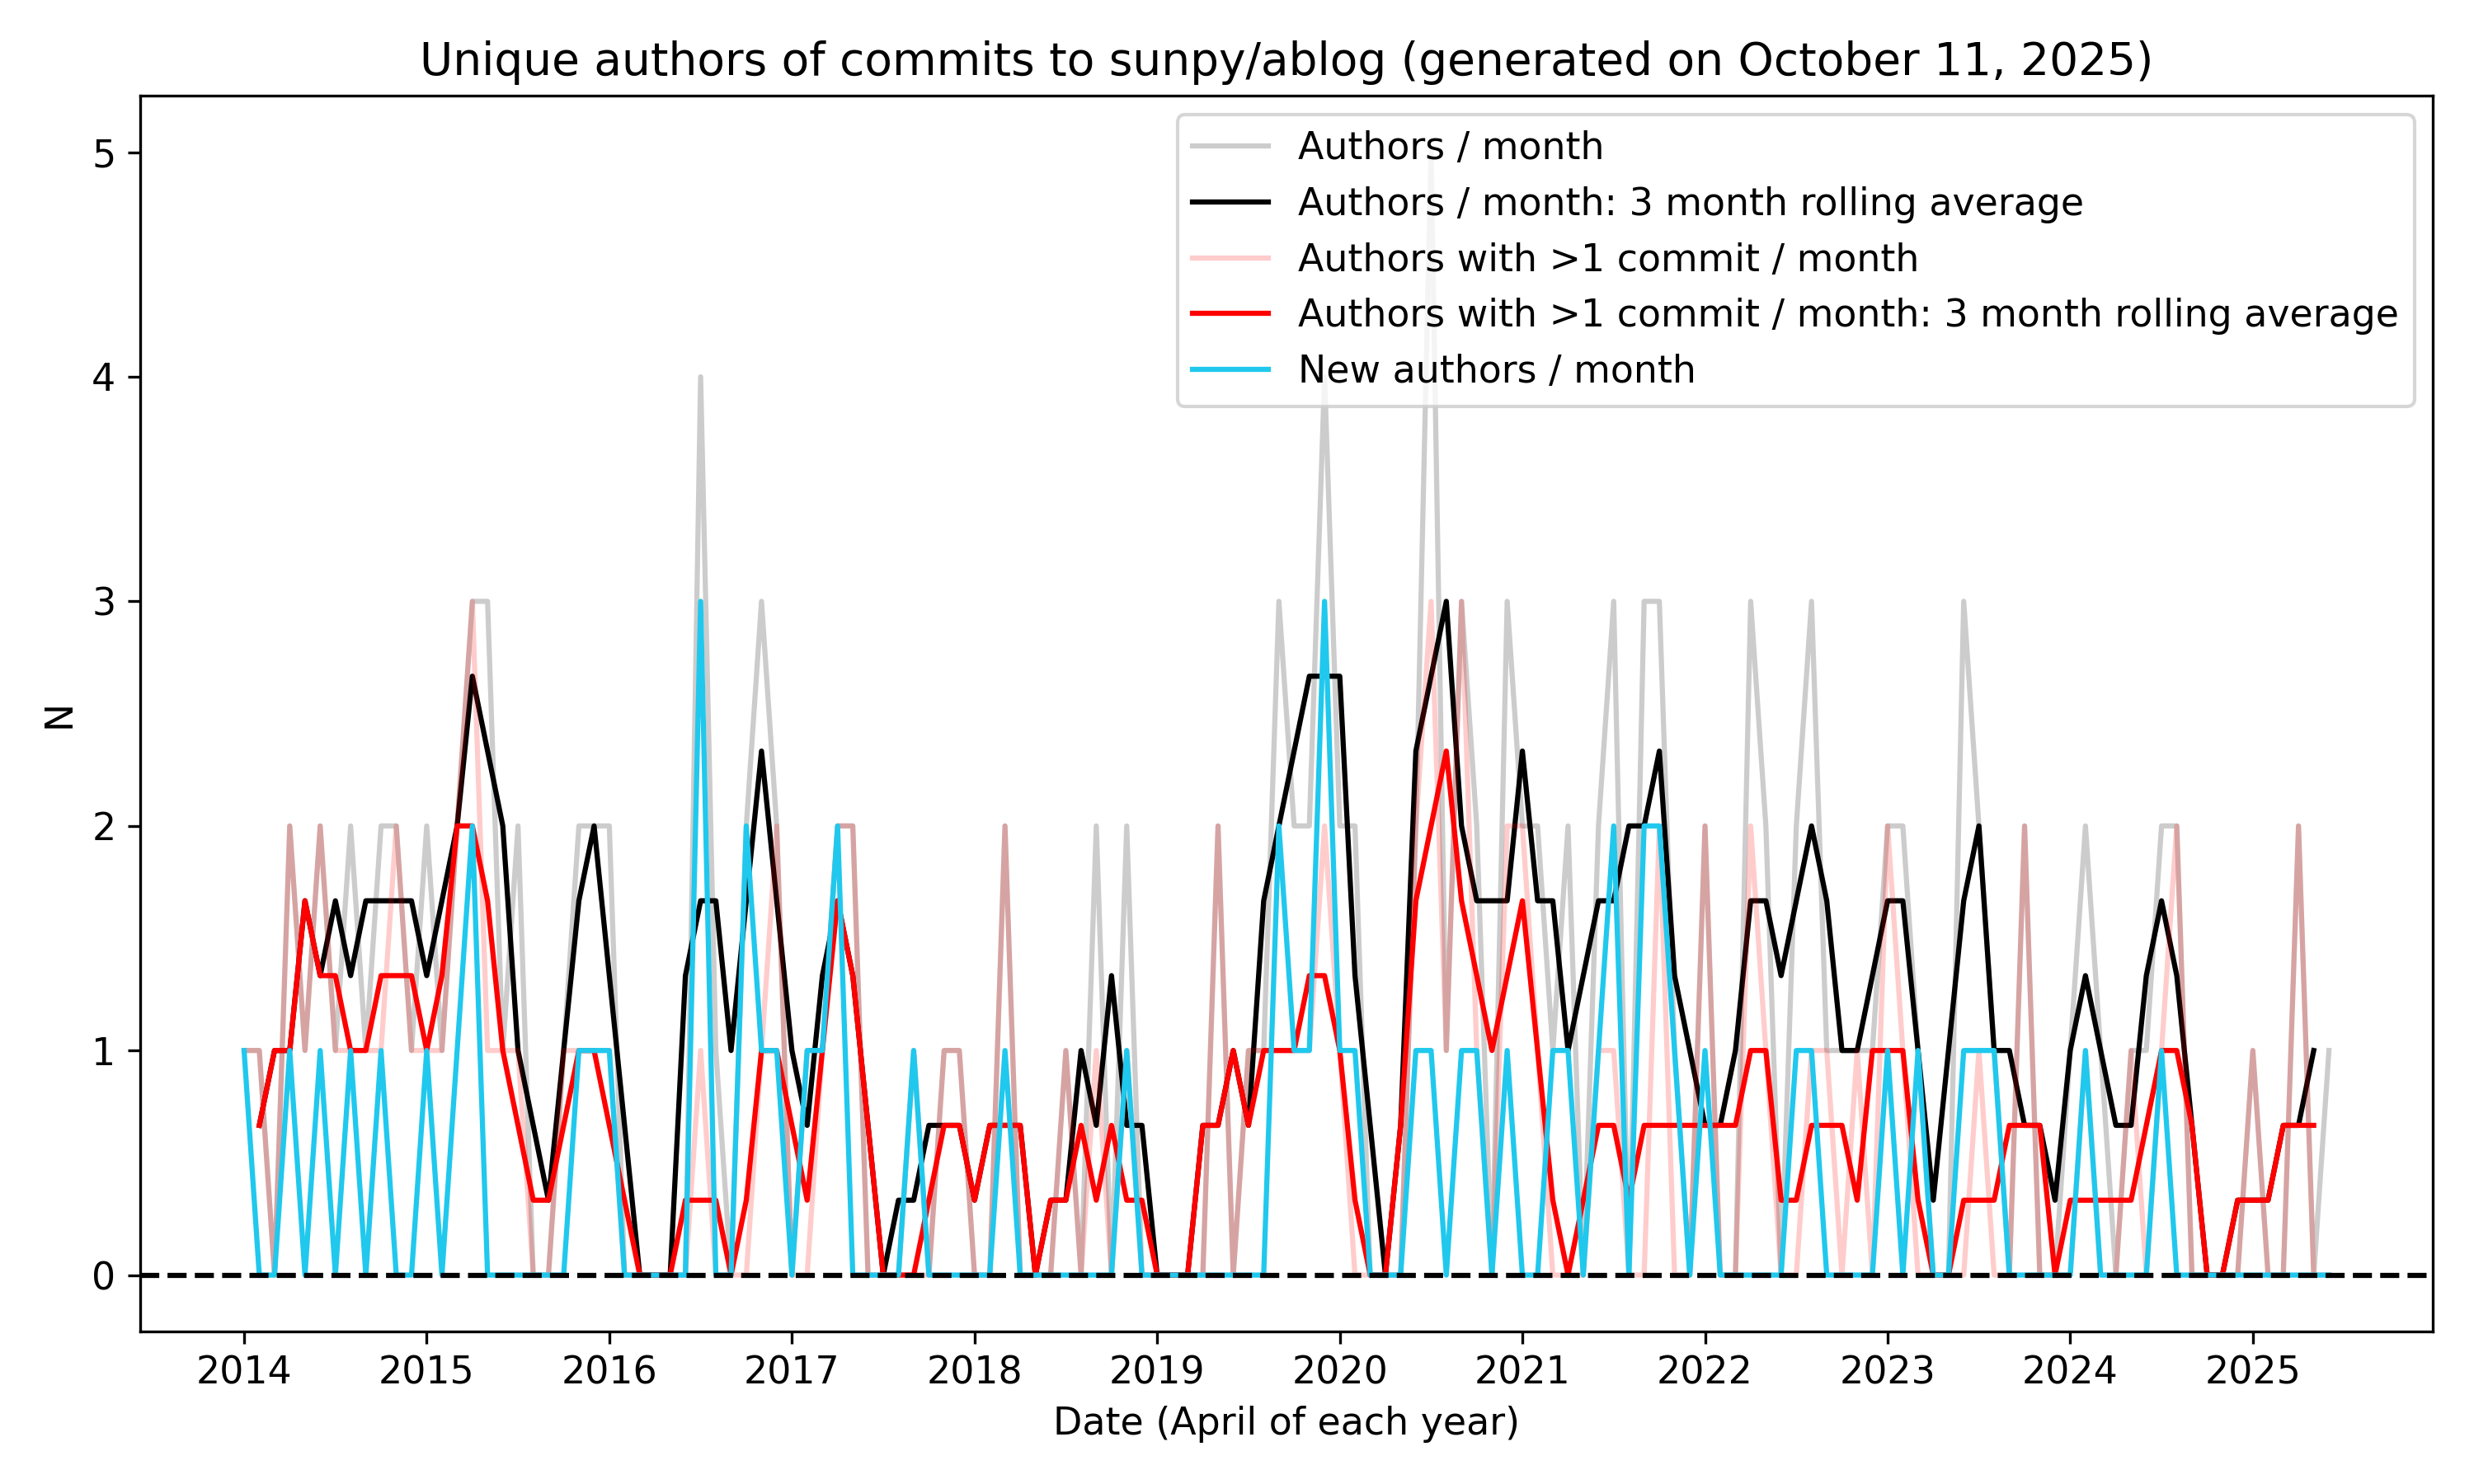 Unique authors of commits to sunpy/ablog (generated on October 11, 2025)
5
4
3
2
1
0
N
Authors / month
Authors / month: 3 month rolling average
Authors with >1 commit / month
Authors with >1 commit / month: 3 month rolling average
New authors / month
2014 2015 2016 2017 2018 2019 2020 2021 2022 2023 2024 2025
Date (April of each year)